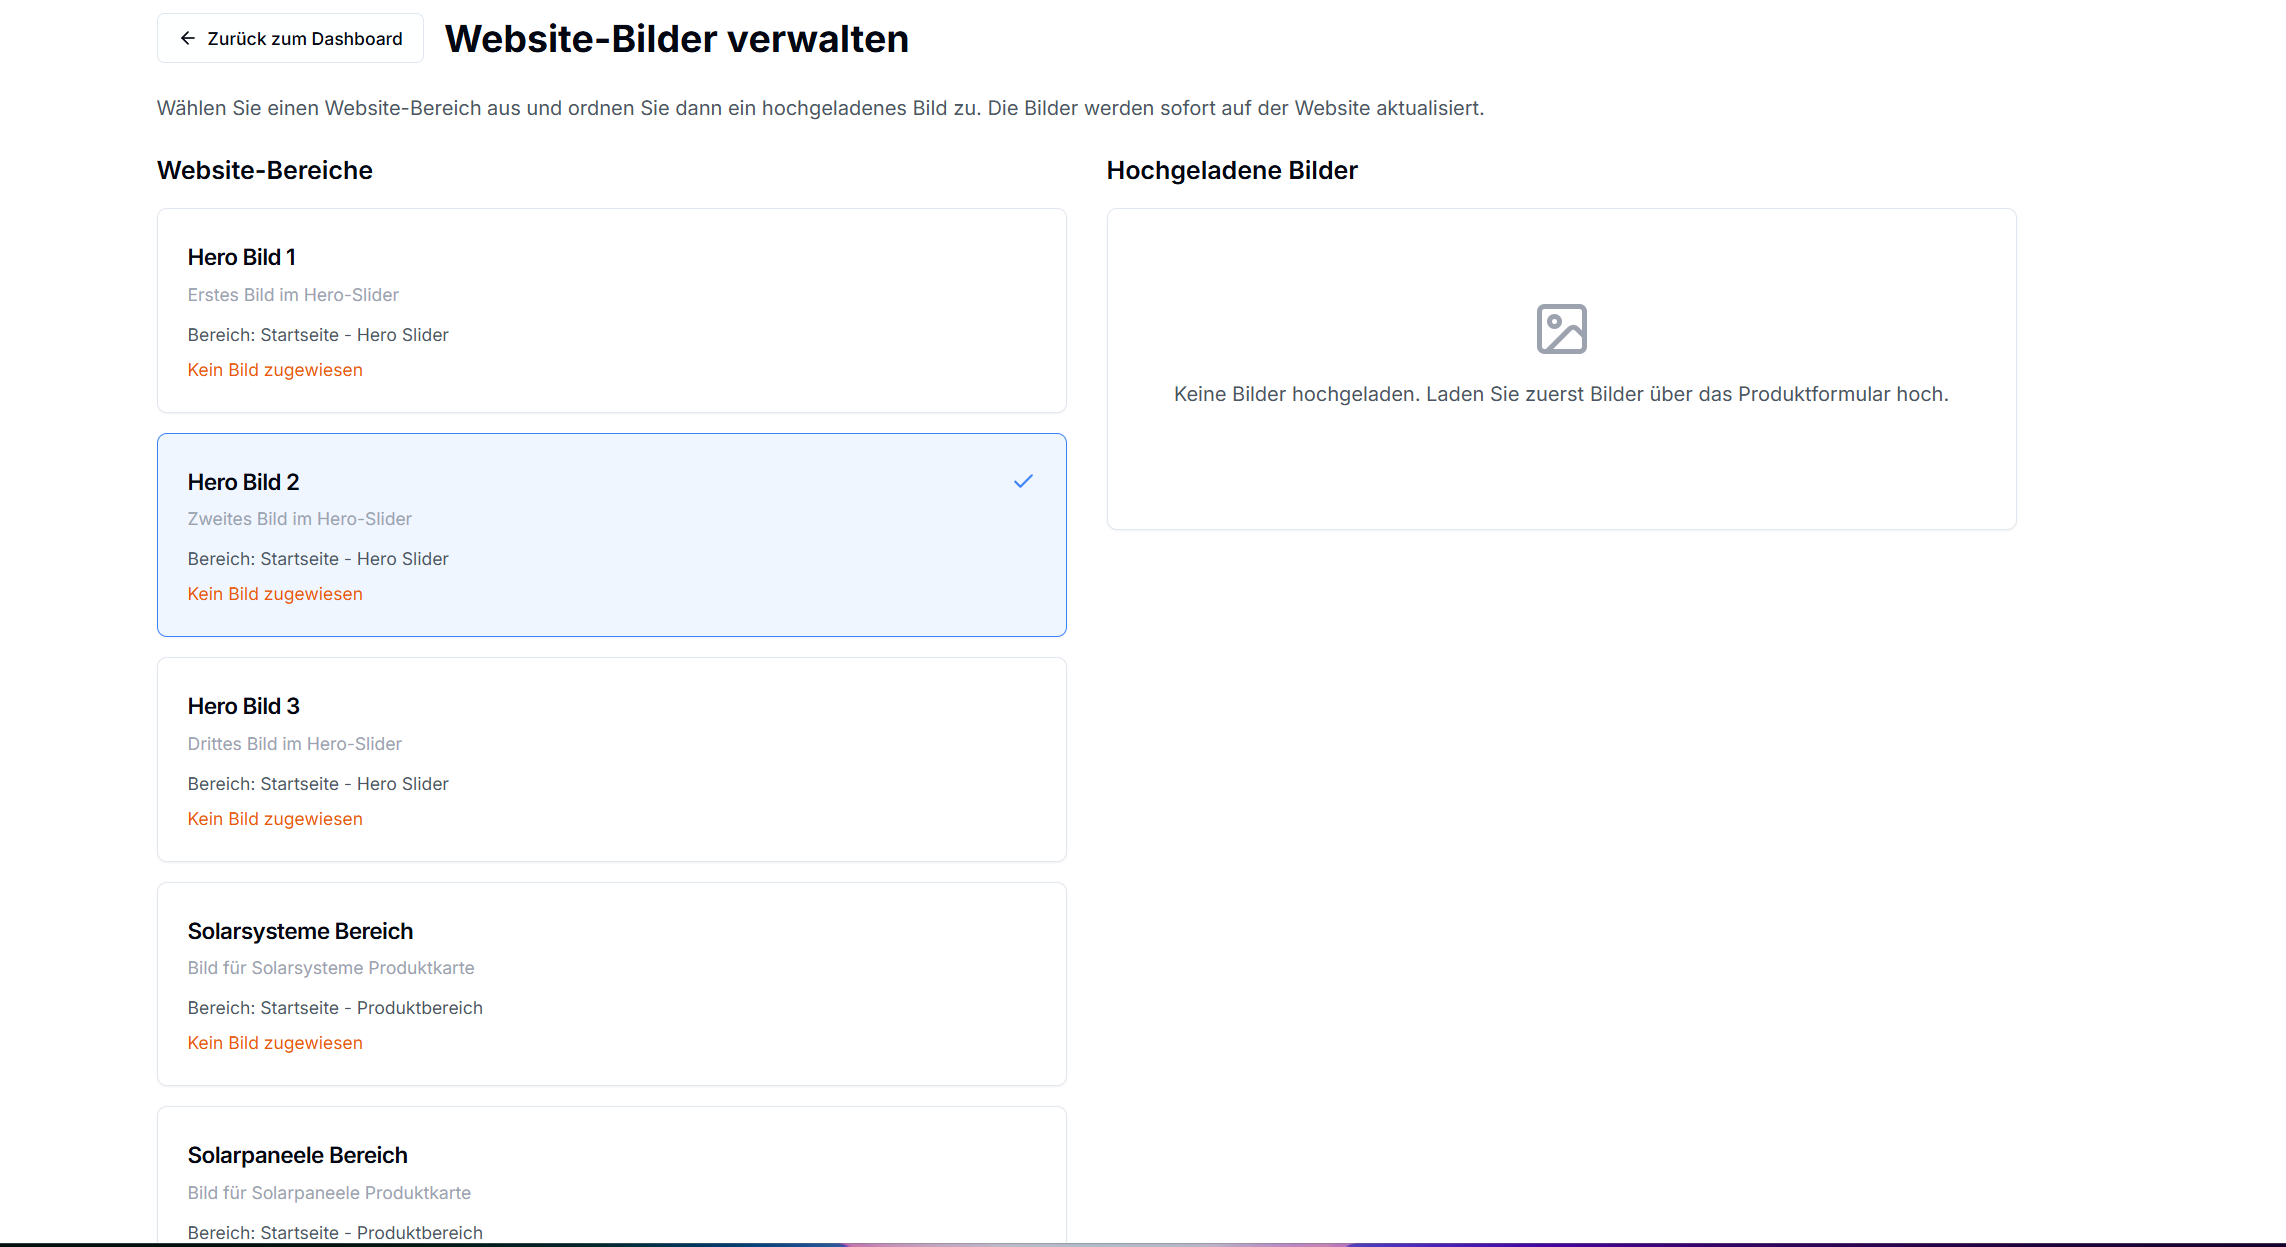 Zurück zum Dashboard
Website-Bilder verwalten
Wählen Sie einen Website-Bereich aus und ordnen Sie dann ein hochgeladenes Bild zu. Die Bilder werden sofort auf der Website aktualisiert.
Website-Bereiche
Hero Bild 1
Erstes Bild im Hero-Slider
Bereich: Startseite - Hero Slider
Kein Bild zugewiesen
Hero Bild 2
Zweites Bild im Hero-Slider
Bereich: Startseite - Hero Slider
Kein Bild zugewiesen
Hero Bild 3
Drittes Bild im Hero-Slider
Bereich: Startseite - Hero Slider
Kein Bild zugewiesen
Solarsysteme Bereich
Bild für Solarsysteme Produktkarte
Bereich: Startseite - Produktbereich
Kein Bild zugewiesen
Solarpaneele Bereich
Bild für Solarpaneele Produktkarte
Bereich: Startseite - Produktbereich
Hochgeladene Bilder
Keine Bilder hochgeladen. Laden Sie zuerst Bilder über das Produktformular hoch.